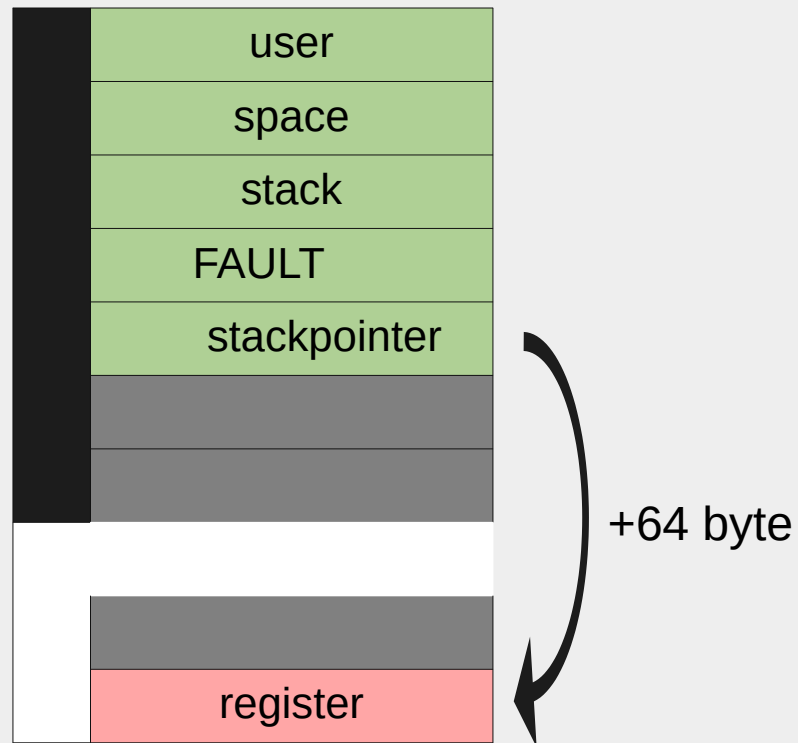 user
space
stack
FAULT
stackpointer
+64 byte
register